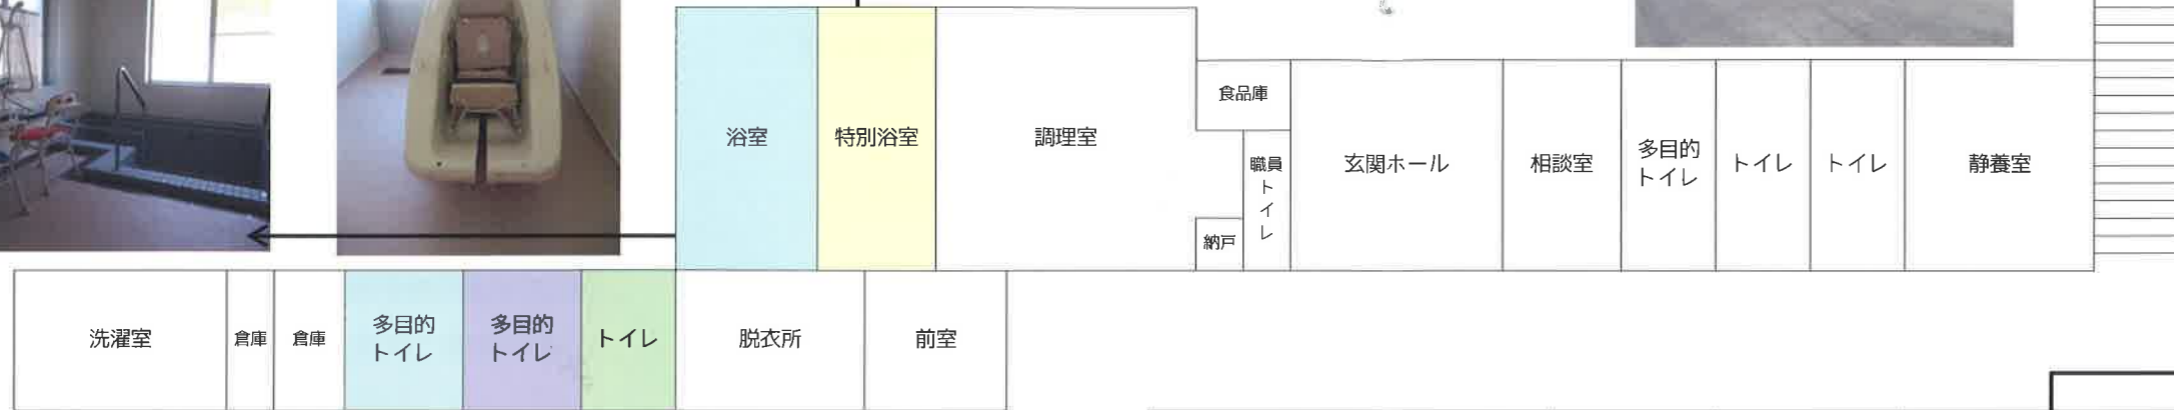 浴室
特別浴室
調理室
食品庫
職員
トイレ
納戸
玄関ホール
相談室
多目的
トイレ
トイレ
トイレ
静養室
洗濯室
倉庫
倉庫
多目的
トイレ
多目的
トイレ
トイレ
脱衣所
前室